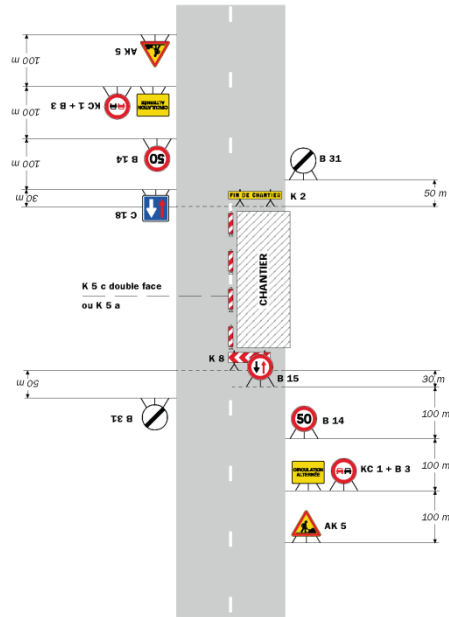 AK 5
100 m
CIRCULATION
ALTERNÉE
KC 1 + B 3
100 m
50
B 14
100 m
C 18
30 m
B 31
50 m
FIN DE CHANTIER
K 2
CHANTIER
K 5 c double face
ou K 5 a
K 8
B 15
30 m
50 m
B 31
50
B 14
100 m
CIRCULATION
ALTERNÉE
KC 1 + B 3
100 m
AK 5
100 m